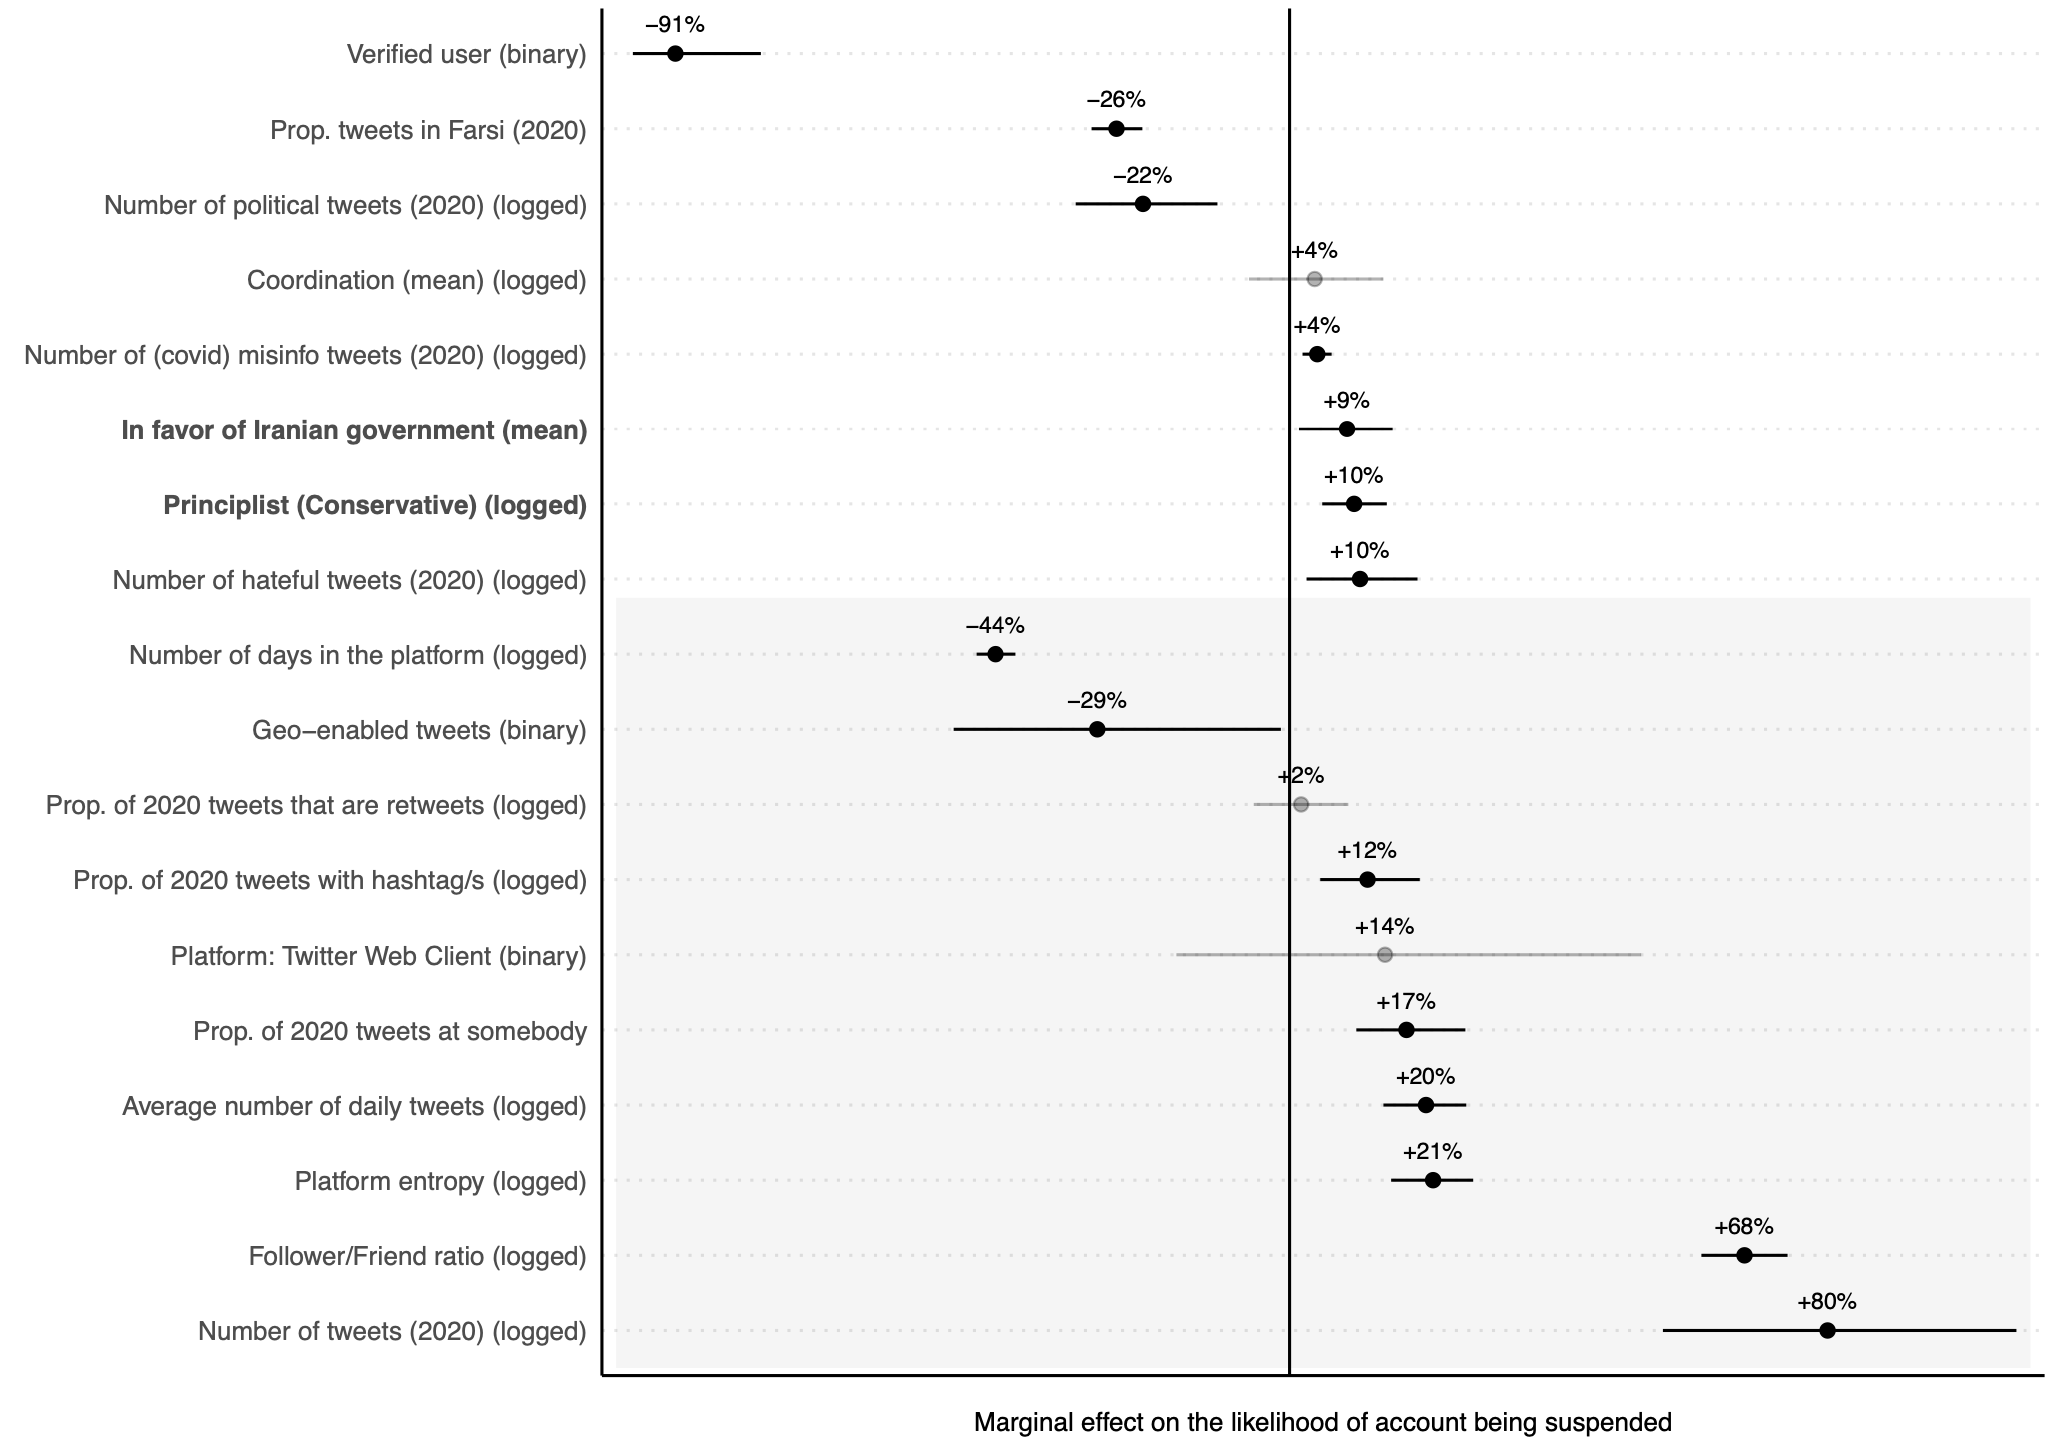 −91%
Verified user (binary)
−26%
Prop. tweets in Farsi (2020)
−22%
Number of political tweets (2020) (logged)
+4%
Coordination (mean) (logged)
+4%
Number of (covid) misinfo tweets (2020) (logged)
+9%
In favor of Iranian government (mean)
+10%
Principlist (Conservative) (logged)
+10%
Number of hateful tweets (2020) (logged)
−44%
Number of days in the platform (logged)
−29%
Geo−enabled tweets (binary)
+2%
Prop. of 2020 tweets that are retweets (logged)
+12%
Prop. of 2020 tweets with hashtag/s (logged)
+14%
Platform: Twitter Web Client (binary)
+17%
Prop. of 2020 tweets at somebody
+20%
Average number of daily tweets (logged)
+21%
Platform entropy (logged)
+68%
Follower/Friend ratio (logged)
+80%
Number of tweets (2020) (logged)
Marginal effect on the likelihood of account being suspended